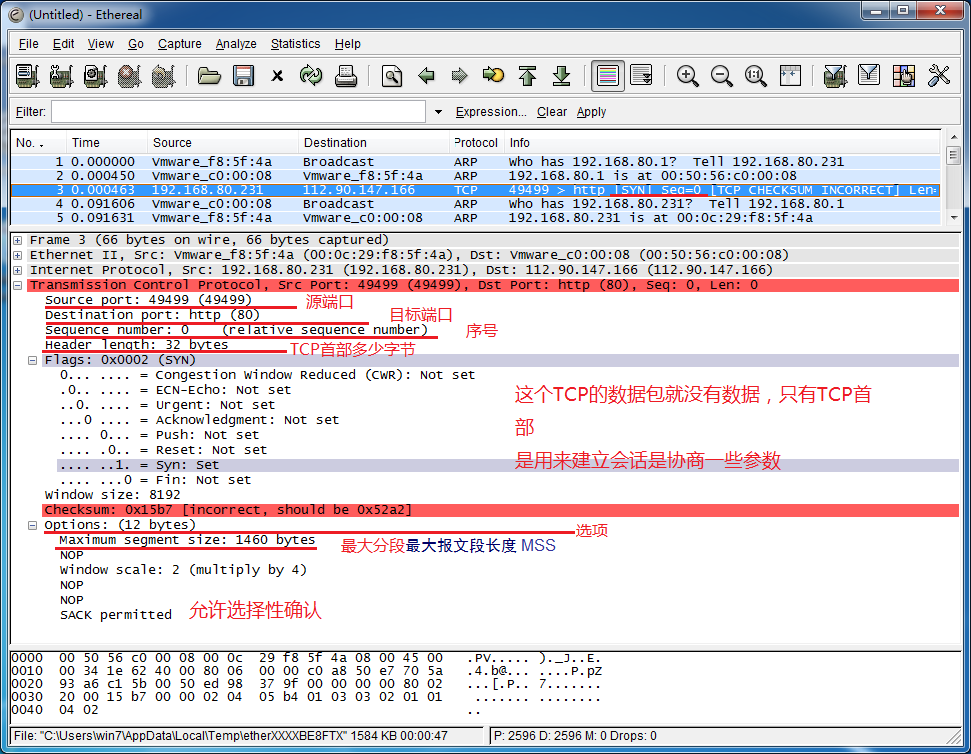 (Untitled) - Ethereal
File Edit View Go Capture Analyze Statistics Help
Filter: Expression... Clear Apply
No. . Time Source Destination Protocol Info
1 0.000000 Vmware_f8:5f:4a Broadcast ARP Who has 192.168.80.1? Tell 192.168.80.231
2 0.000450 Vmware_c0:00:08 Vmware_f8:5f:4a ARP 192.168.80.1 is at 00:50:56:c0:00:08
3 0.000463 192.168.80.231 112.90.147.166 TCP 49499 > http [SYN] Seq=0 [TCP CHECKSUM INCORRECT] Len=
4 0.091606 Vmware_c0:00:08 Broadcast ARP Who has 192.168.80.231? Tell 192.168.80.1
5 0.091631 Vmware_f8:5f:4a Vmware_c0:00:08 ARP 192.168.80.231 is at 00:0c:29:f8:5f:4a
Frame 3 (66 bytes on wire, 66 bytes captured)
Ethernet II, Src: Vmware_f8:5f:4a (00:0c:29:f8:5f:4a), Dst: Vmware_c0:00:08 (00:50:56:c0:00:08)
Internet Protocol, Src: 192.168.80.231 (192.168.80.231), Dst: 112.90.147.166 (112.90.147.166)
Transmission Control Protocol, Src Port: 49499 (49499), Dst Port: http (80), Seq: 0, Len: 0
Source port: 49499 (49499) 源端口
Destination port: http (80) 目标端口
Sequence number: 0 (relative sequence number) 序号
Header length: 32 bytes TCP首部多少字节
Flags: 0x0002 (SYN)
0... .... = Congestion Window Reduced (CWR): Not set
.0.. .... = ECN-Echo: Not set
..0. .... = Urgent: Not set
...0 .... = Acknowledgment: Not set
.... 0... = Push: Not set
.... .0.. = Reset: Not set
.... ..1. = Syn: Set
.... ...0 = Fin: Not set
这个TCP的数据包就没有数据，只有TCP首
部
是用来建立会话是协商一些参数
Window size: 8192
Checksum: 0x15b7 [incorrect, should be 0x52a2]
Options: (12 bytes) 选项
Maximum segment size: 1460 bytes 最大分段最大报文段长度 MSS
NOP
Window scale: 2 (multiply by 4)
NOP
NOP
SACK permitted 允许选择性确认
0000 00 50 56 c0 00 08 00 0c 29 f8 5f 4a 08 00 45 00 .PV..... )._J..E.
0010 00 34 1e 62 40 00 80 06 00 00 c0 a8 50 e7 70 5a .4.b@... ....P.pZ
0020 93 a6 c1 5b 00 50 ed 98 37 9f 00 00 00 00 80 02 ...[.P.. 7.......
0030 20 00 15 b7 00 00 02 04 05 b4 01 03 03 02 01 01 ....... ........
0040 04 02 ..
File: "C:\Users\win7\AppData\Local\Temp\etherXXXXBE8FTX" 1584 KB 00:00:47 P: 2596 D: 2596 M: 0 Drops: 0